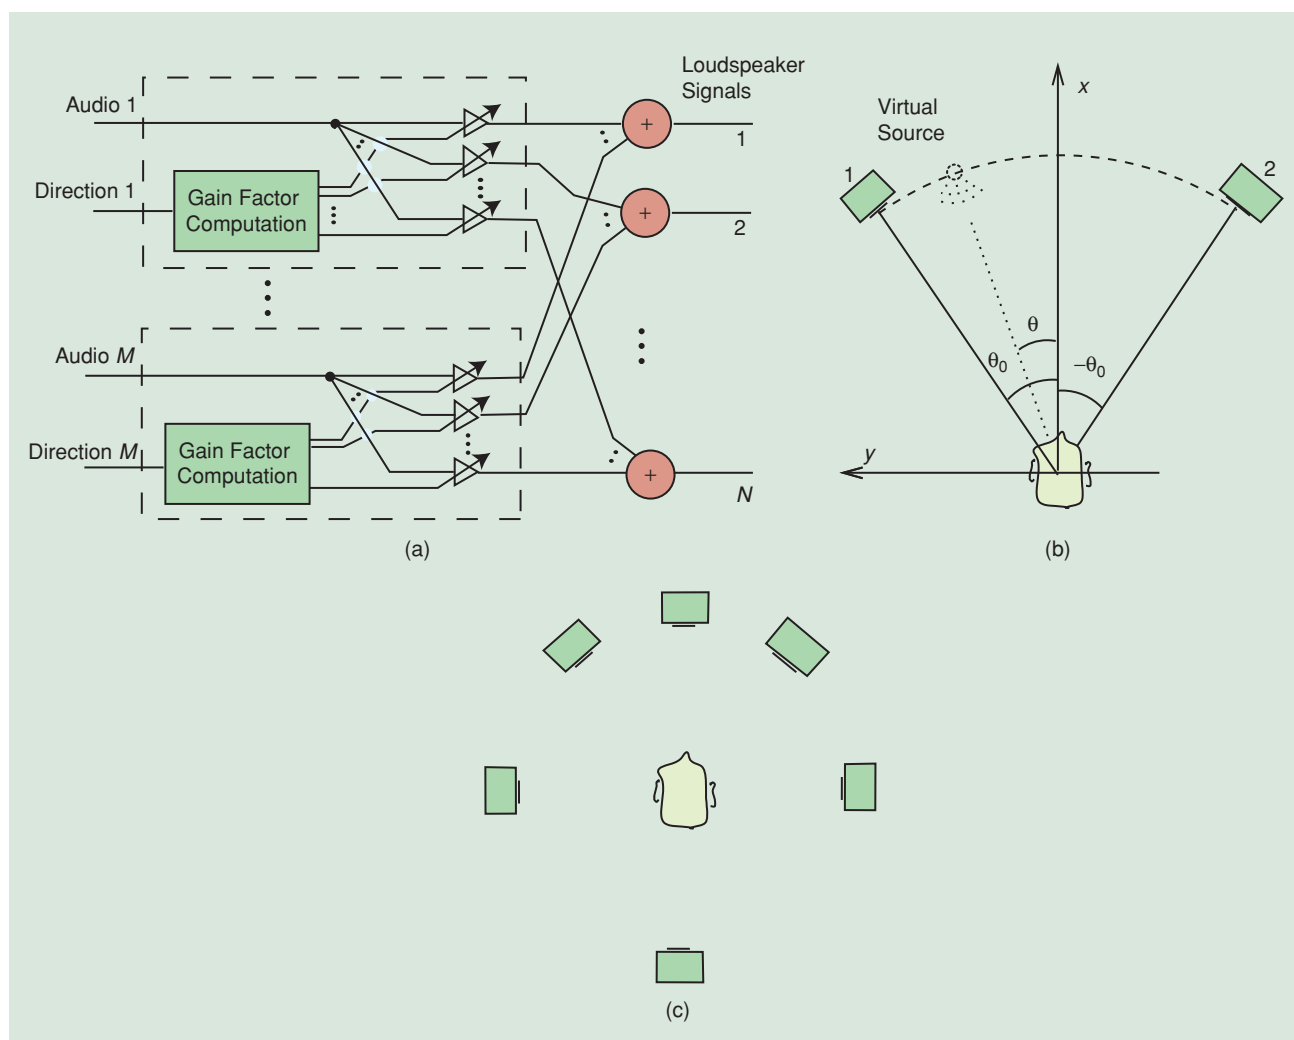 Audio 1
Direction 1
Gain Factor
Computation
Audio M
Direction M
Gain Factor
Computation
Loudspeaker
Signals
+
1
+
2
+
N
(a)
Virtual
Source
x
1
2
θ
θ0
−θ0
y
(b)
(c)